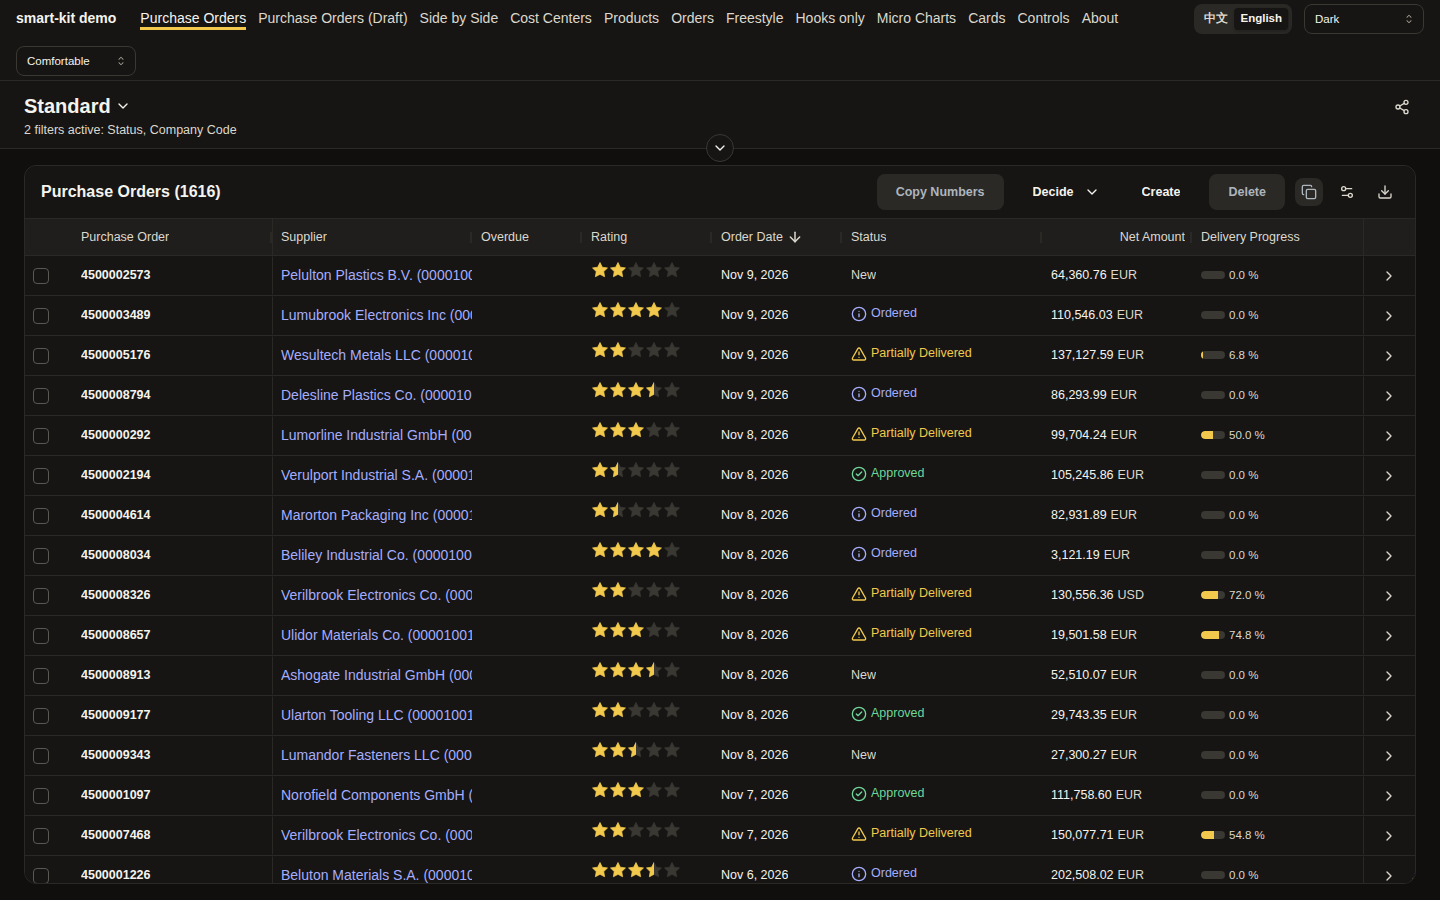 smart-kit demo Purchase Orders Purchase Orders (Draft) Side by Side Cost Centers Products Orders Freestyle Hooks only Micro Charts Cards Controls About 中文 English Dark
Comfortable
Standard
2 filters active: Status, Company Code
Purchase Orders (1616) Copy Numbers Decide Create Delete
Purchase Order Supplier Overdue Rating Order Date Status Net Amount Delivery Progress
4500002573 Pelulton Plastics B.V. (0000100 Nov 9, 2026 New 64,360.76 EUR 0.0 %
4500003489 Lumubrook Electronics Inc (000 Nov 9, 2026 Ordered 110,546.03 EUR 0.0 %
4500005176 Wesultech Metals LLC (000010 Nov 9, 2026 Partially Delivered 137,127.59 EUR 6.8 %
4500008794 Delesline Plastics Co. (000010 Nov 9, 2026 Ordered 86,293.99 EUR 0.0 %
4500000292 Lumorline Industrial GmbH (00 Nov 8, 2026 Partially Delivered 99,704.24 EUR 50.0 %
4500002194 Verulport Industrial S.A. (00001 Nov 8, 2026 Approved 105,245.86 EUR 0.0 %
4500004614 Marorton Packaging Inc (00001 Nov 8, 2026 Ordered 82,931.89 EUR 0.0 %
4500008034 Beliley Industrial Co. (0000100 Nov 8, 2026 Ordered 3,121.19 EUR 0.0 %
4500008326 Verilbrook Electronics Co. (000 Nov 8, 2026 Partially Delivered 130,556.36 USD 72.0 %
4500008657 Ulidor Materials Co. (00001001 Nov 8, 2026 Partially Delivered 19,501.58 EUR 74.8 %
4500008913 Ashogate Industrial GmbH (000 Nov 8, 2026 New 52,510.07 EUR 0.0 %
4500009177 Ularton Tooling LLC (00001001 Nov 8, 2026 Approved 29,743.35 EUR 0.0 %
4500009343 Lumandor Fasteners LLC (000 Nov 8, 2026 New 27,300.27 EUR 0.0 %
4500001097 Norofield Components GmbH ( Nov 7, 2026 Approved 111,758.60 EUR 0.0 %
4500007468 Verilbrook Electronics Co. (000 Nov 7, 2026 Partially Delivered 150,077.71 EUR 54.8 %
4500001226 Beluton Materials S.A. (000010 Nov 6, 2026 Ordered 202,508.02 EUR 0.0 %